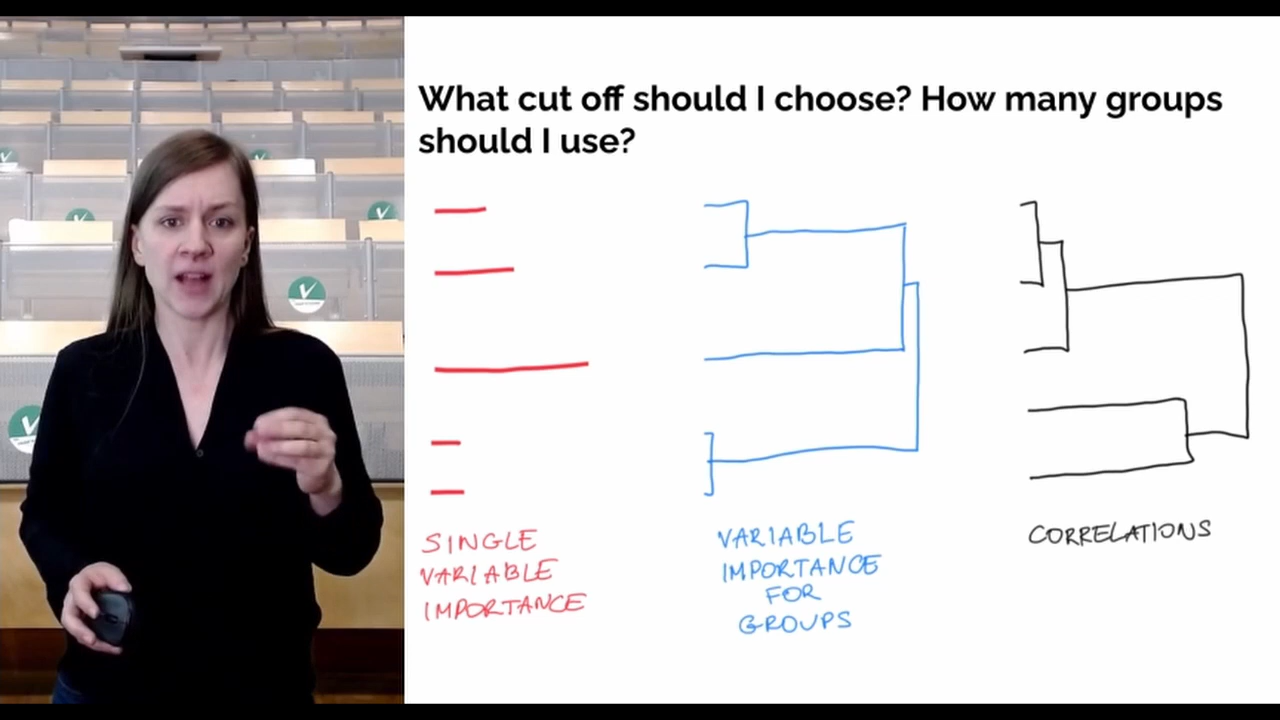 What cut off should I choose? How many groups
should I use?
SINGLE
VARIABLE
IMPORTANCE
VARIABLE
IMPORTANCE
FOR
GROUPS
CORRELATIONS